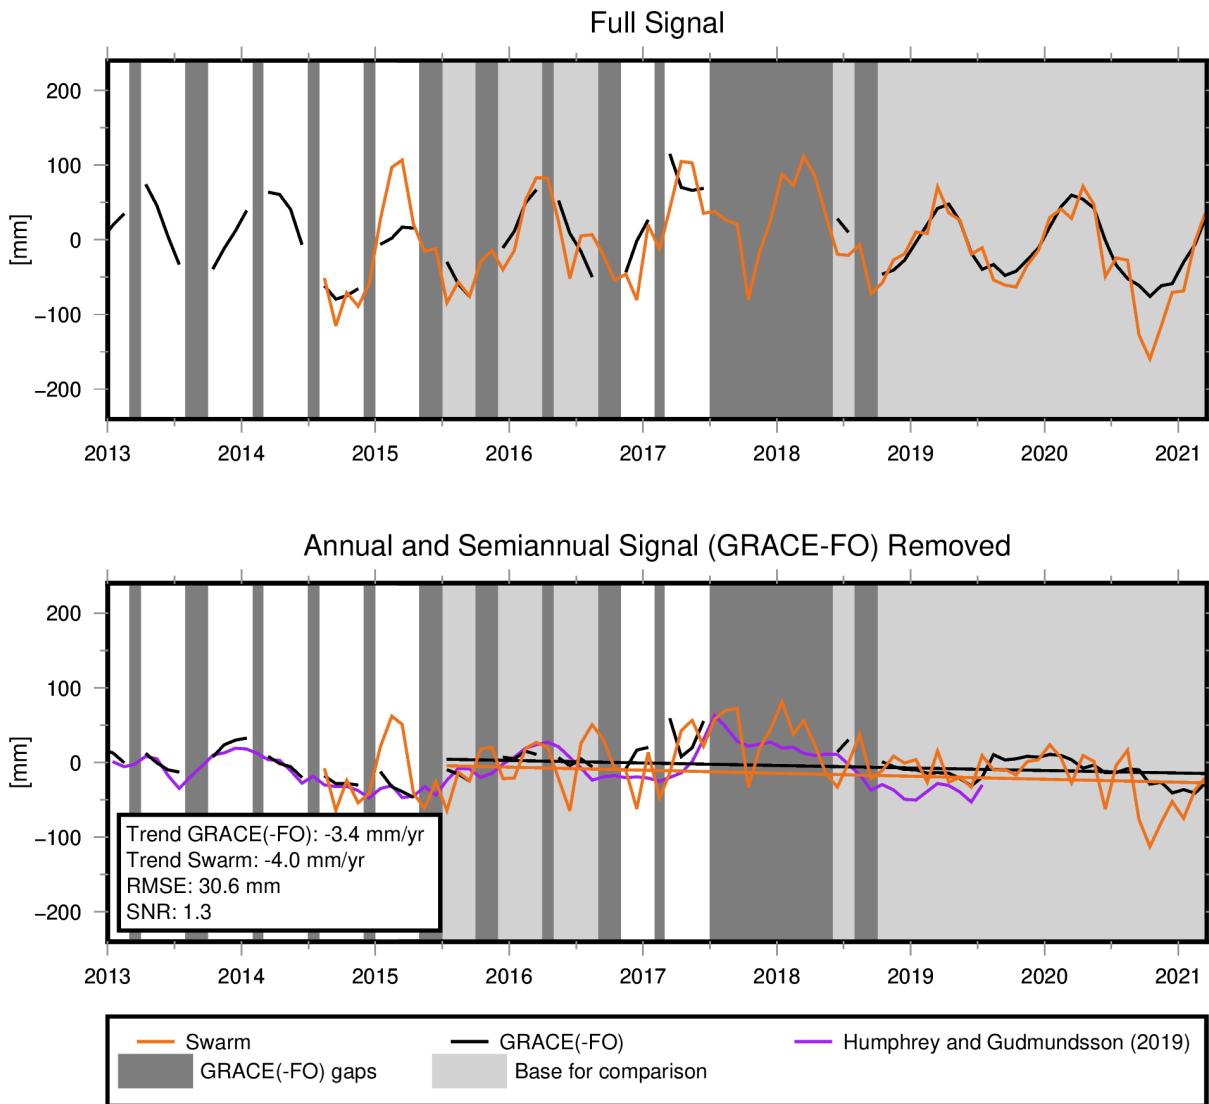 Full Signal
200
100
0
−100
−200
[mm]
2013 2014 2015 2016 2017 2018 2019 2020 2021
Annual and Semiannual Signal (GRACE-FO) Removed
200
100
0
−100
−200
[mm]
Trend GRACE(-FO): -3.4 mm/yr
Trend Swarm: -4.0 mm/yr
RMSE: 30.6 mm
SNR: 1.3
2013 2014 2015 2016 2017 2018 2019 2020 2021
Swarm GRACE(-FO) Humphrey and Gudmundsson (2019)
GRACE(-FO) gaps Base for comparison